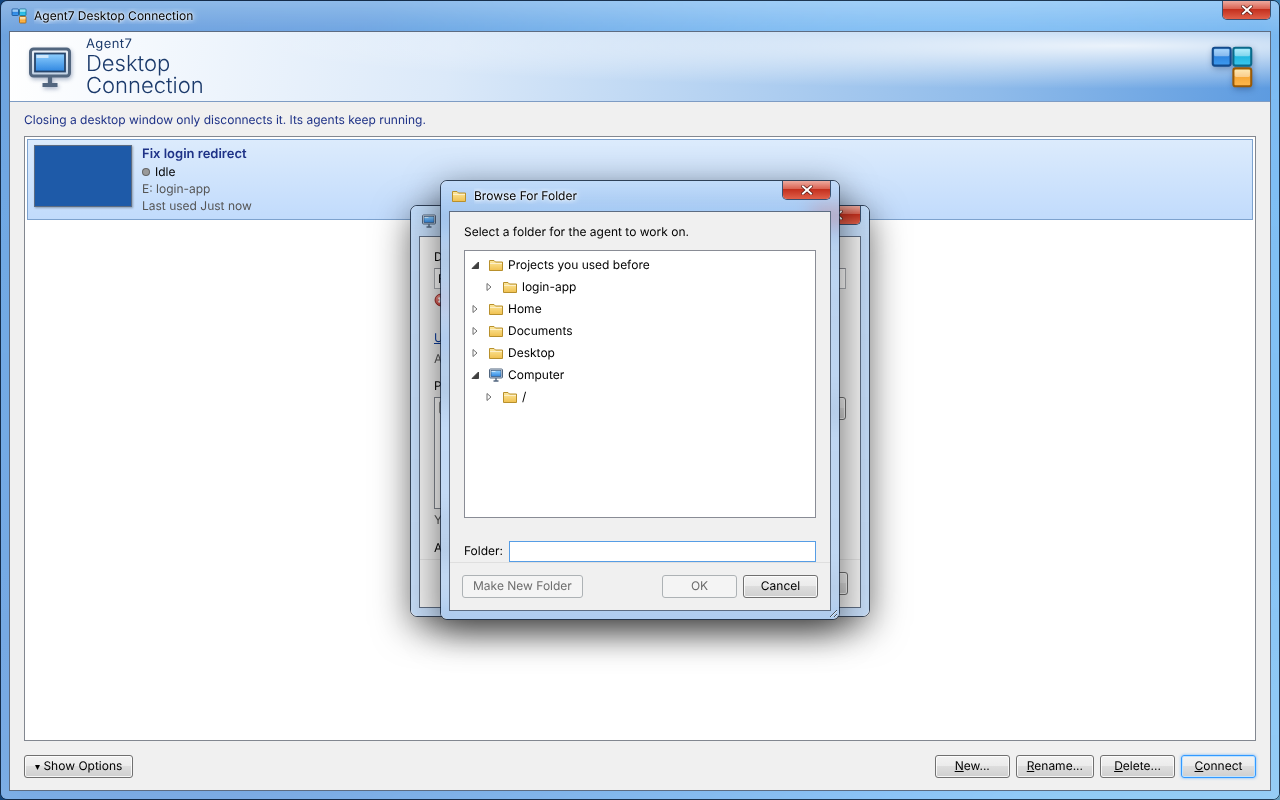 Agent7 Desktop Connection
Agent7
Desktop
Connection
Closing a desktop window only disconnects it. Its agents keep running.
Fix login redirect
Idle
E: login-app
Last used Just now
Browse For Folder
Select a folder for the agent to work on.
Projects you used before
login-app
Home
Documents
Desktop
Computer
/
Folder:
Make New Folder
OK
Cancel
Show Options
New...
Rename...
Delete...
Connect